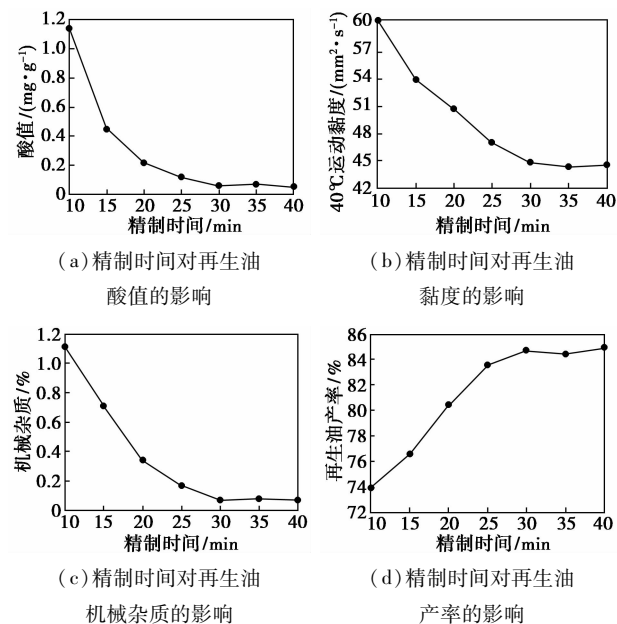 酸值/(mg·g⁻¹)
1.2
1.0
0.8
0.6
0.4
0.2
0
10 15 20 25 30 35 40
精制时间/min
(a)精制时间对再生油
酸值的影响
40℃运动黏度/(mm²·s⁻¹)
60
57
54
51
48
45
42
10 15 20 25 30 35 40
精制时间/min
(b)精制时间对再生油
黏度的影响
机械杂质/%
1.2
1.0
0.8
0.6
0.4
0.2
0
10 15 20 25 30 35 40
精制时间/min
(c)精制时间对再生油
机械杂质的影响
再生油产率/%
86
84
82
80
78
76
74
72
10 15 20 25 30 35 40
精制时间/min
(d)精制时间对再生油
产率的影响